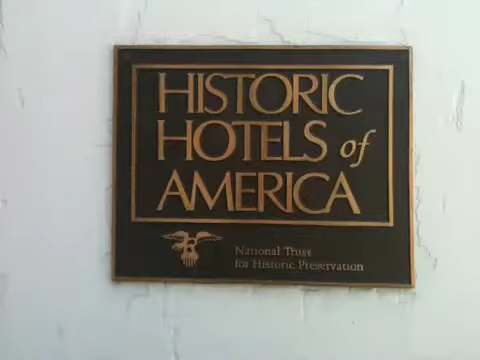 HISTORIC
HOTELS of
AMERICA
National Trust
for Historic Preservation